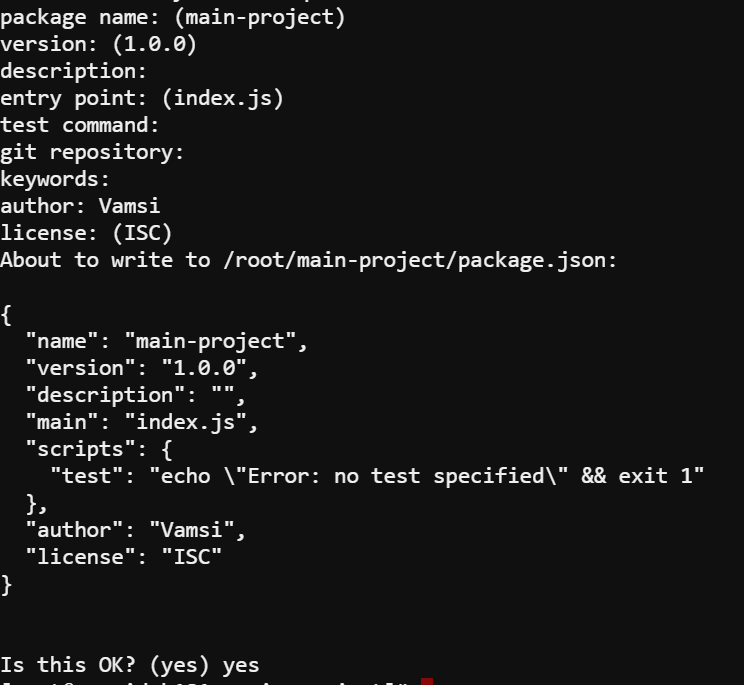 package name: (main-project)
version: (1.0.0)
description:
entry point: (index.js)
test command:
git repository:
keywords:
author: Vamsi
license: (ISC)
About to write to /root/main-project/package.json:
{
  "name": "main-project",
  "version": "1.0.0",
  "description": "",
  "main": "index.js",
  "scripts": {
    "test": "echo \"Error: no test specified\" && exit 1"
  },
  "author": "Vamsi",
  "license": "ISC"
}
Is this OK? (yes) yes